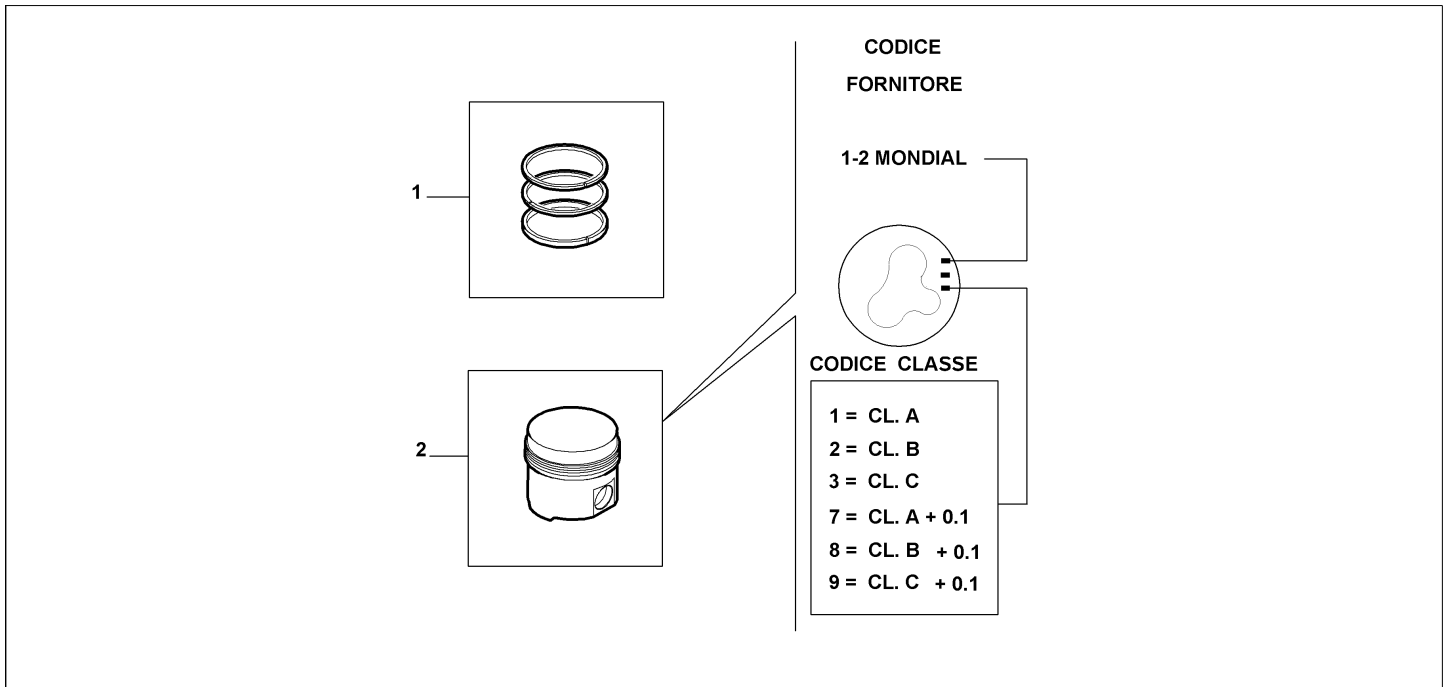 1
2
CODICE
FORNITORE
1-2 MONDIAL
CODICE CLASSE
1 = CL. A
2 = CL. B
3 = CL. C
7 = CL. A + 0.1
8 = CL. B + 0.1
9 = CL. C + 0.1